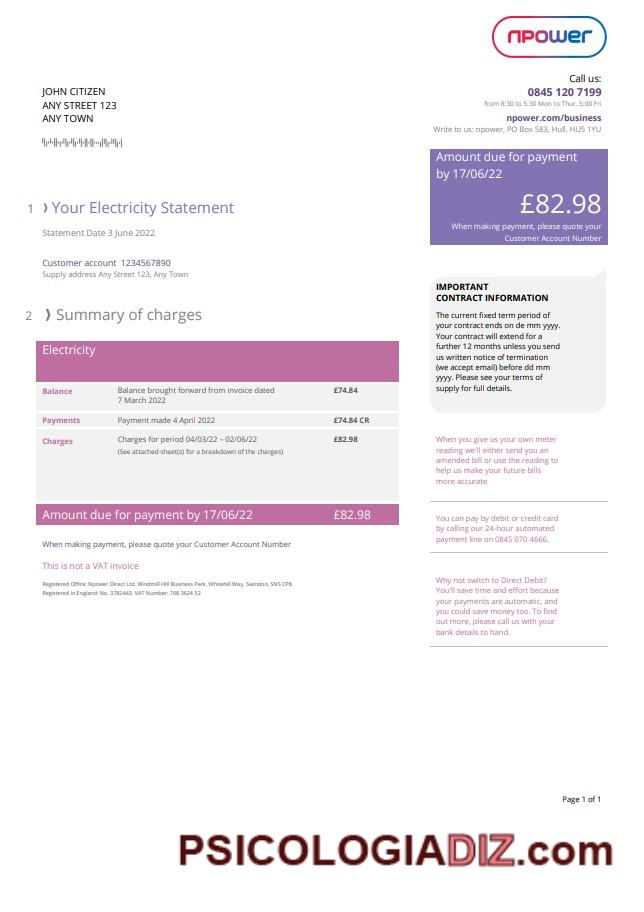 npower
Call us:
0845 120 7199
from 8:30 to 5:30 Mon to Thur. 5:00 Fri
npower.com/business
Write to us: npower, PO Box 583, Hull, HU5 1YU
JOHN CITIZEN
ANY STREET 123
ANY TOWN
Amount due for payment
by 17/06/22
£82.98
When making payment, please quote your
Customer Account Number
1 Your Electricity Statement
Statement Date 3 June 2022
Customer account 1234567890
Supply address Any Street 123, Any Town
IMPORTANT
CONTRACT INFORMATION
The current fixed term period of
your contract ends on de mm yyyy.
Your contract will extend for a
further 12 months unless you send
us written notice of termination
(we accept email) before dd mm
yyyy. Please see your terms of
supply for full details.
2 Summary of charges
Electricity
Balance Balance brought forward from invoice dated £74.84
7 March 2022
Payments Payment made 4 April 2022 £74.84 CR
Charges Charges for period 04/03/22 – 02/06/22 £82.98
(See attached sheet(s) for a breakdown of the charges)
Amount due for payment by 17/06/22 £82.98
When making payment, please quote your Customer Account Number
This is not a VAT invoice
Registered Office: Npower Direct Ltd. Windmill Hill Business Park, Whitehill Way, Swindon, SN5 CP8.
Registered in England: No. 3782443. VAT Number: 768 3624 52
When you give us your own meter
reading we'll either send you an
amended bill or use the reading to
help us make your future bills
more accurate
You can pay by debit or credit card
by calling our 24-hour automated
payment line on 0845 070 4666.
Why not switch to Direct Debit?
You'll save time and effort because
your payments are automatic, and
you could save money too. To find
out more, please call us with your
bank details to hand.
Page 1 of 1
PSICOLOGIADIZ.com